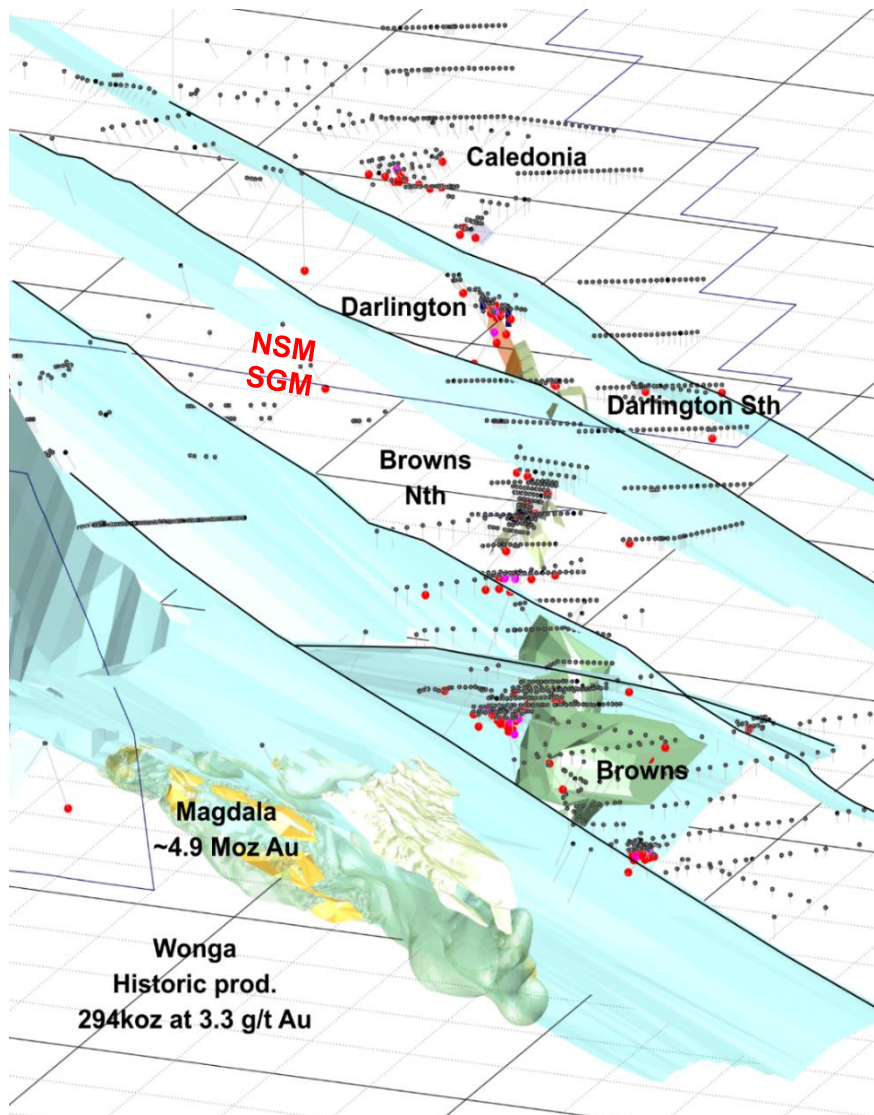 Caledonia
Darlington
NSM
SGM
Darlington Sth
Browns
Nth
Browns
Magdala
~4.9 Moz Au
Wonga
Historic prod.
294koz at 3.3 g/t Au